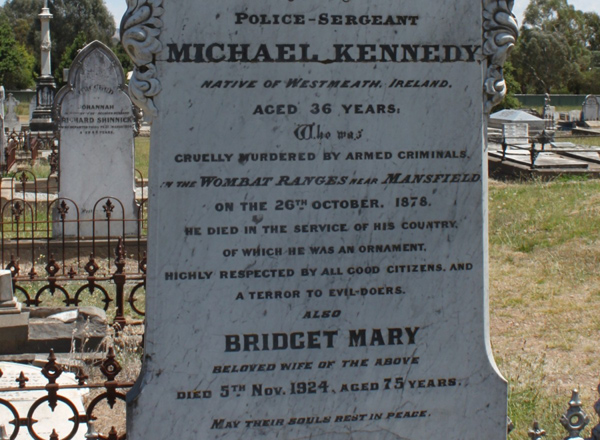 POLICE-SERGEANT
MICHAEL KENNEDY
NATIVE OF WESTMEATH, IRELAND,
AGED 36 YEARS:
Who was
CRUELLY MURDERED BY ARMED CRIMINALS,
IN THE WOMBAT RANGES NEAR MANSFIELD
ON THE 26TH OCTOBER, 1878.
HE DIED IN THE SERVICE OF HIS COUNTRY,
OF WHICH HE WAS AN ORNAMENT,
HIGHLY RESPECTED BY ALL GOOD CITIZENS, AND
A TERROR TO EVIL-DOERS.
ALSO
BRIDGET MARY
BELOVED WIFE OF THE ABOVE
DIED 5TH NOV. 1924, AGED 75 YEARS.
MAY THEIR SOULS REST IN PEACE.
HANNAH
RICHARD SHINNICK